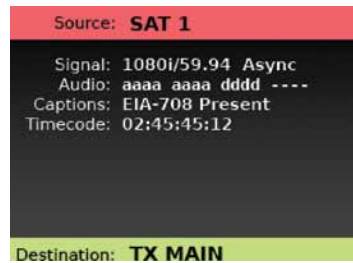 Source: SAT 1
Signal: 1080i/59.94 Async
Audio: aaaa aaaa dddd ----
Captions: EIA-708 Present
Timecode: 02:45:45:12
Destination: TX MAIN